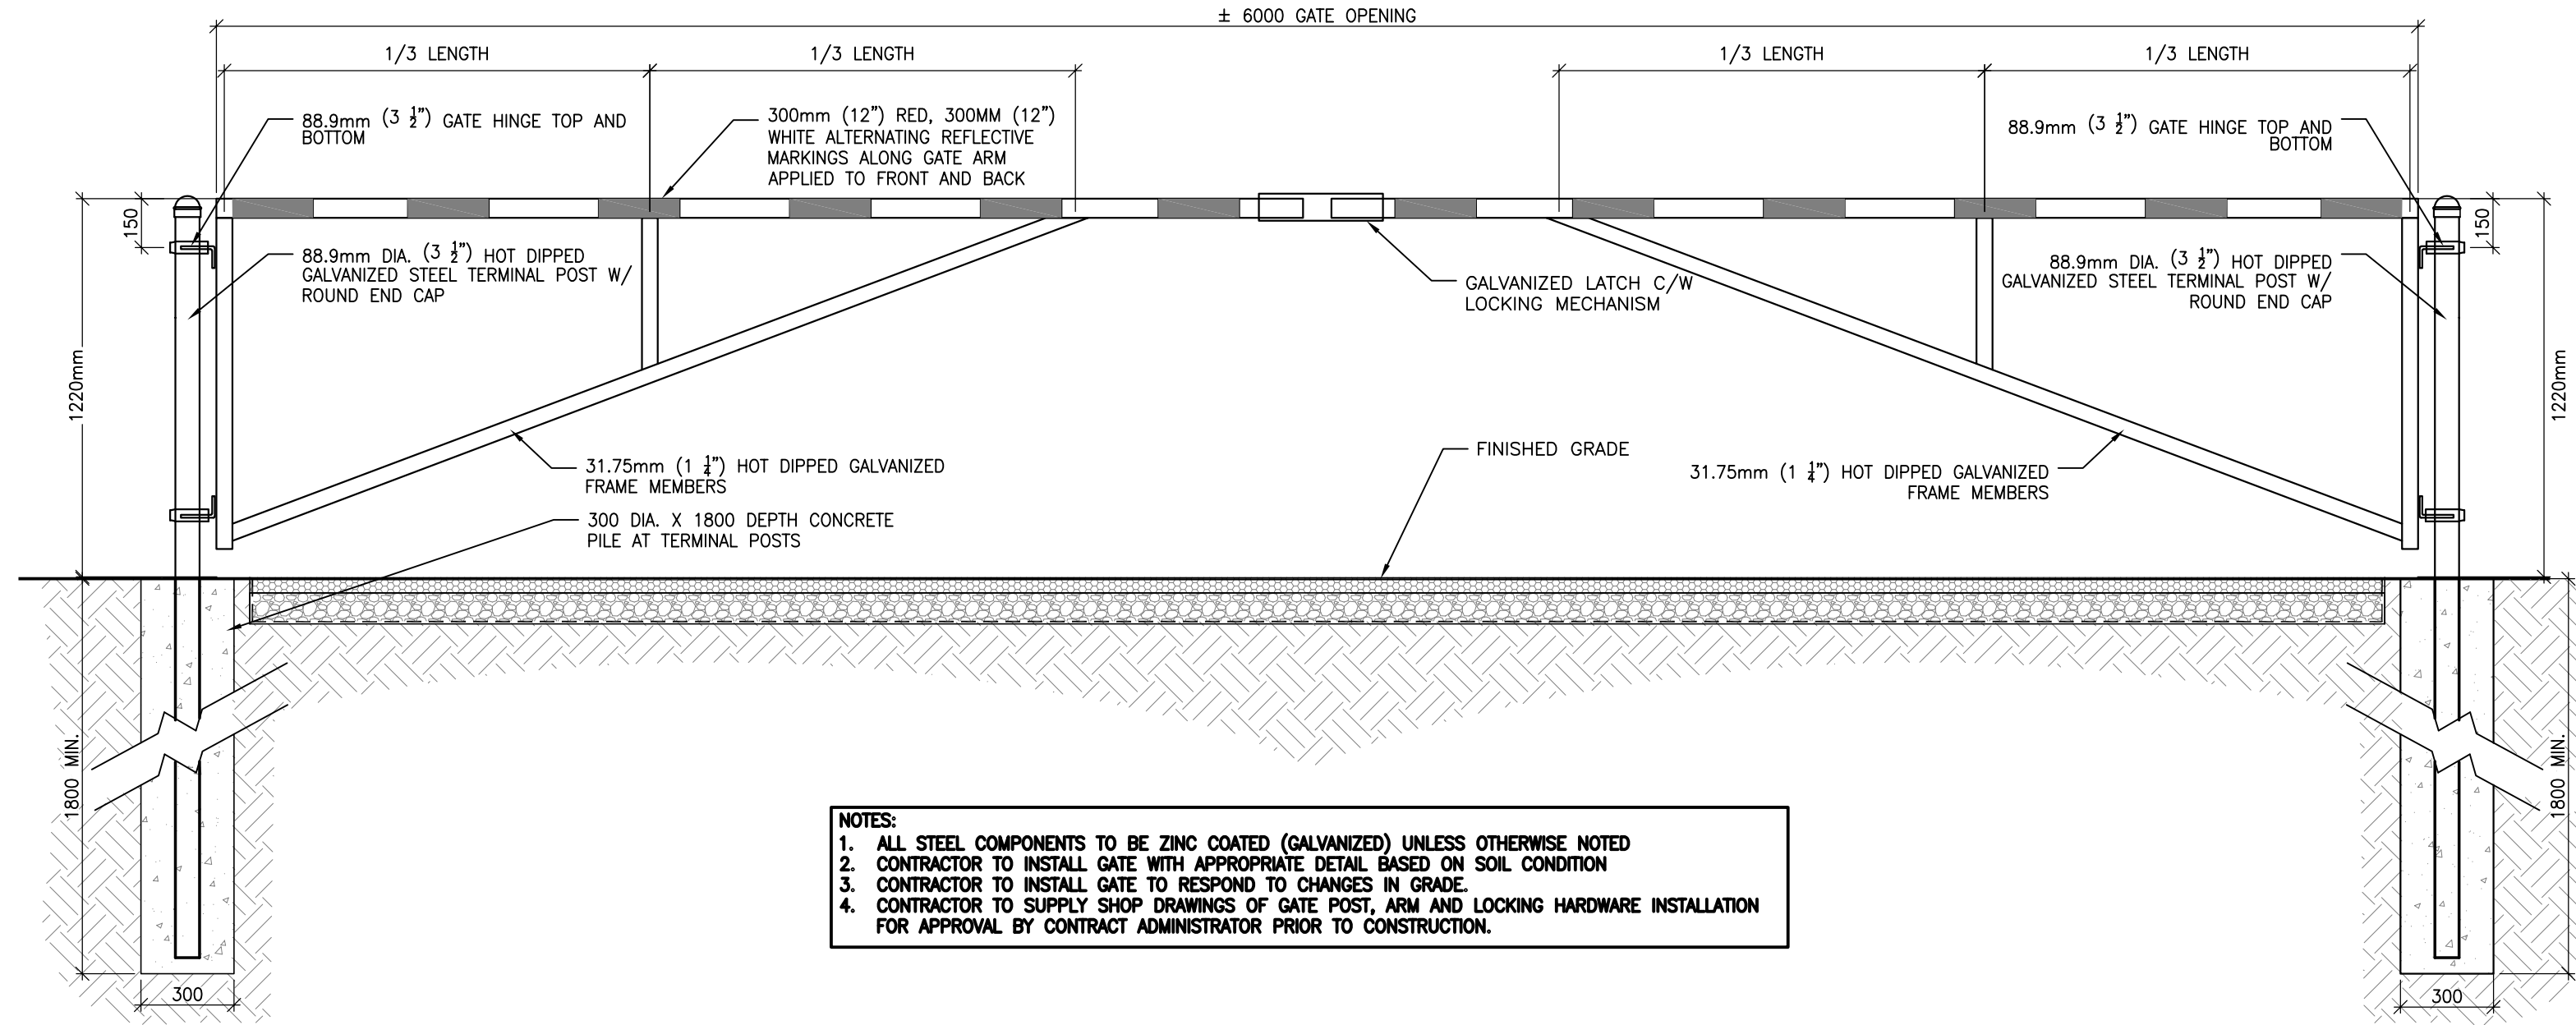 ± 6000 GATE OPENING
1/3 LENGTH
1/3 LENGTH
1/3 LENGTH
1/3 LENGTH
88.9mm (3 ½") GATE HINGE TOP AND
BOTTOM
300mm (12") RED, 300MM (12")
WHITE ALTERNATING REFLECTIVE
MARKINGS ALONG GATE ARM
APPLIED TO FRONT AND BACK
88.9mm (3 ½") GATE HINGE TOP AND
BOTTOM
150
150
88.9mm DIA. (3 ½") HOT DIPPED
GALVANIZED STEEL TERMINAL POST W/
ROUND END CAP
GALVANIZED LATCH C/W
LOCKING MECHANISM
88.9mm DIA. (3 ½") HOT DIPPED
GALVANIZED STEEL TERMINAL POST W/
ROUND END CAP
1220mm
1220mm
31.75mm (1 ¼") HOT DIPPED GALVANIZED
FRAME MEMBERS
FINISHED GRADE
31.75mm (1 ¼") HOT DIPPED GALVANIZED
FRAME MEMBERS
300 DIA. X 1800 DEPTH CONCRETE
PILE AT TERMINAL POSTS
1800 MIN.
1800 MIN.
NOTES:
1. ALL STEEL COMPONENTS TO BE ZINC COATED (GALVANIZED) UNLESS OTHERWISE NOTED
2. CONTRACTOR TO INSTALL GATE WITH APPROPRIATE DETAIL BASED ON SOIL CONDITION
3. CONTRACTOR TO INSTALL GATE TO RESPOND TO CHANGES IN GRADE.
4. CONTRACTOR TO SUPPLY SHOP DRAWINGS OF GATE POST, ARM AND LOCKING HARDWARE INSTALLATION
FOR APPROVAL BY CONTRACT ADMINISTRATOR PRIOR TO CONSTRUCTION.
300
300